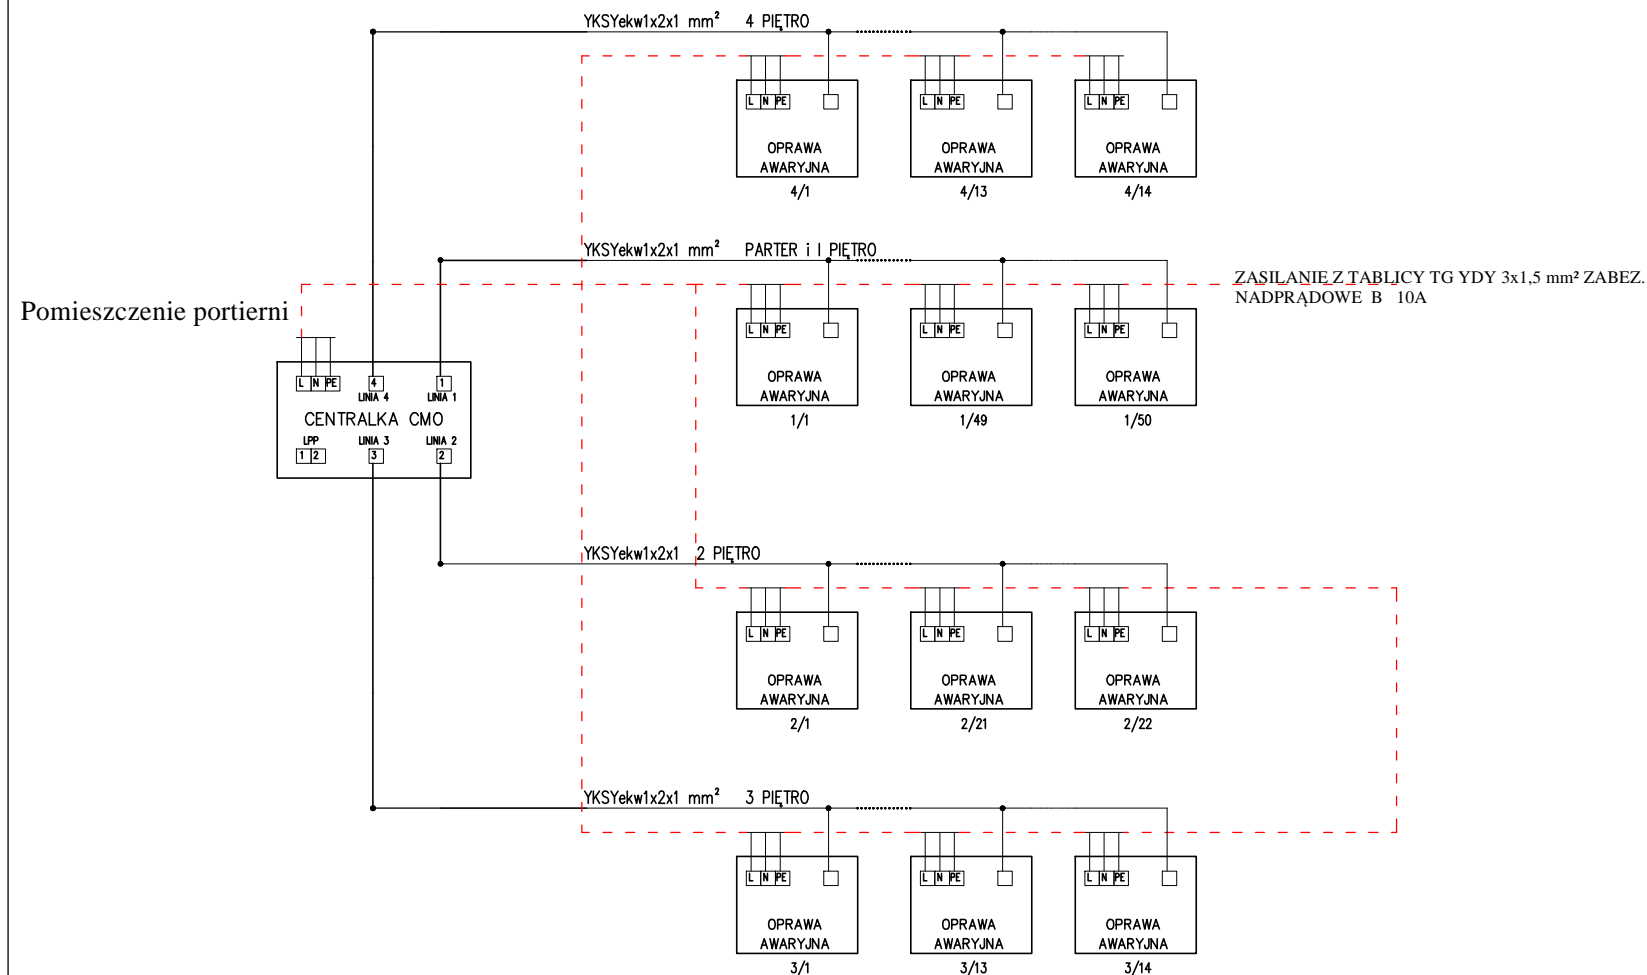 YKSYekw1x2x1 mm² 4 PIĘTRO
L N PE
L N PE
L N PE
OPRAWA
AWARYJNA
4/1
OPRAWA
AWARYJNA
4/13
OPRAWA
AWARYJNA
4/14
YKSYekw1x2x1 mm² PARTER i I PIĘTRO
ZASILANIE Z TABLICY TG YDY 3x1,5 mm² ZABEZ.
NADPRĄDOWE B 10A
Pomieszczenie portierni
L N PE
L N PE
L N PE
OPRAWA
AWARYJNA
1/1
OPRAWA
AWARYJNA
1/49
OPRAWA
AWARYJNA
1/50
L N PE
4
1
LINIA 4
LINIA 1
CENTRALKA CMO
LPP
LINIA 3
LINIA 2
1 2
3
2
YKSYekw1x2x1 2 PIĘTRO
L N PE
L N PE
L N PE
OPRAWA
AWARYJNA
2/1
OPRAWA
AWARYJNA
2/21
OPRAWA
AWARYJNA
2/22
YKSYekw1x2x1 mm² 3 PIĘTRO
L N PE
L N PE
L N PE
OPRAWA
AWARYJNA
3/1
OPRAWA
AWARYJNA
3/13
OPRAWA
AWARYJNA
3/14